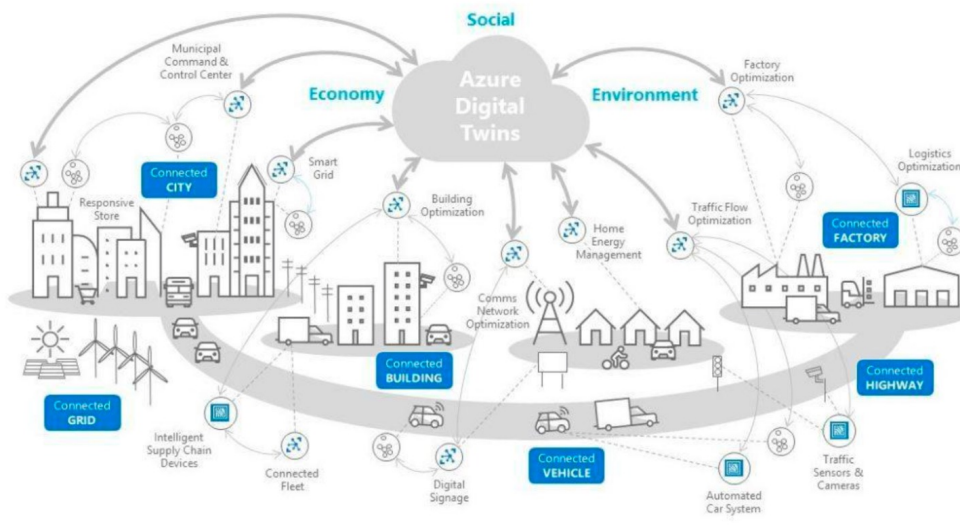 Social
Municipal
Command &
Control Center
Economy
Azure
Digital
Twins
Environment
Factory
Optimization
Connected
CITY
Smart
Grid
Logistics
Optimization
Responsive
Store
Building
Optimization
Home
Energy
Management
Traffic Flow
Optimization
Connected
FACTORY
Comms
Network
Optimization
Connected
BUILDING
Connected
HIGHWAY
Connected
GRID
Intelligent
Supply Chain
Devices
Connected
Fleet
Digital
Signage
Connected
VEHICLE
Automated
Car System
Traffic
Sensors &
Cameras